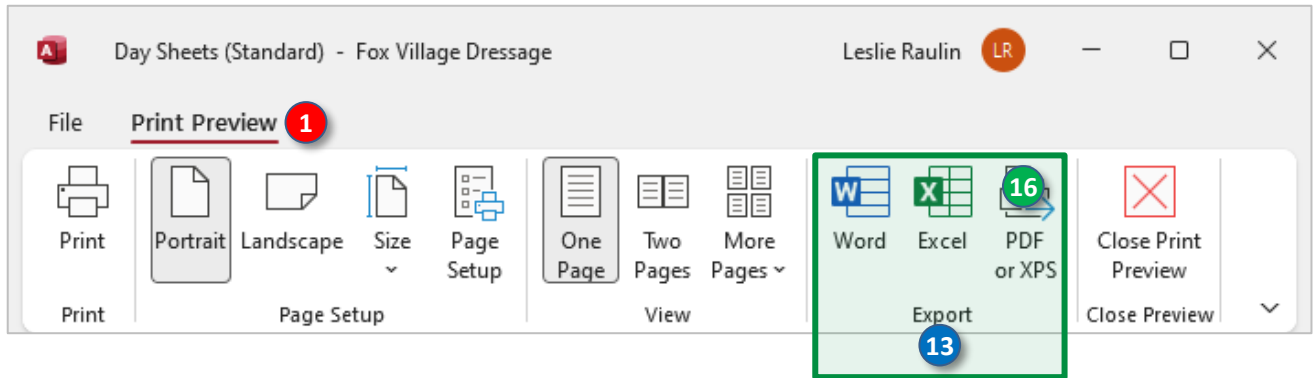 A Day Sheets (Standard) - Fox Village Dressage Leslie Raulin LR
File Print Preview 1
W X 16
Print Portrait Landscape Size Page Setup One Page Two Pages More Pages Word Excel PDF or XPS Close Print Preview
Print Page Setup View Export Close Preview
13